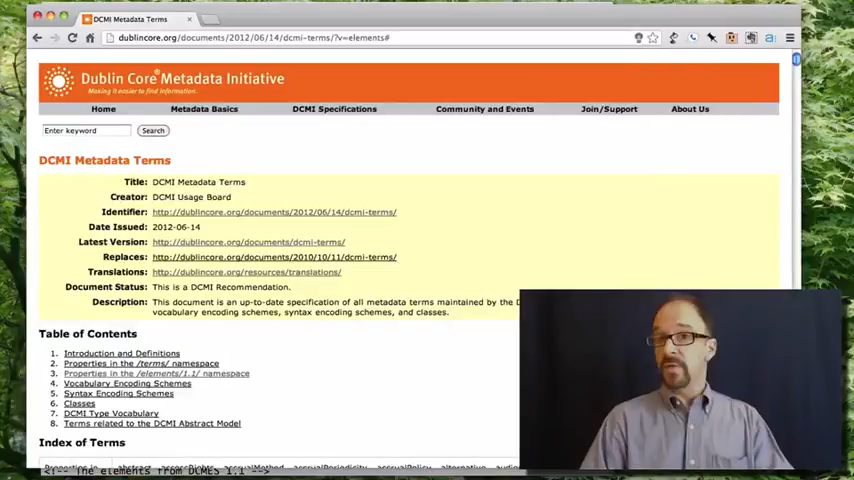 DCMI Metadata Terms
dublincore.org/documents/2012/06/14/dcmi-terms/?v=elements#
Dublin Core® Metadata Initiative
Making it easier to find information.
Home Metadata Basics DCMI Specifications Community and Events Join/Support About Us
Enter keyword Search
DCMI Metadata Terms
Title: DCMI Metadata Terms
Creator: DCMI Usage Board
Identifier: http://dublincore.org/documents/2012/06/14/dcmi-terms/
Date Issued: 2012-06-14
Latest Version: http://dublincore.org/documents/dcmi-terms/
Replaces: http://dublincore.org/documents/2010/10/11/dcmi-terms/
Translations: http://dublincore.org/resources/translations/
Document Status: This is a DCMI Recommendation.
Description: This document is an up-to-date specification of all metadata terms maintained by the D
vocabulary encoding schemes, syntax encoding schemes, and classes.
Table of Contents
1. Introduction and Definitions
2. Properties in the /terms/ namespace
3. Properties in the /elements/1.1/ namespace
4. Vocabulary Encoding Schemes
5. Syntax Encoding Schemes
6. Classes
7. DCMI Type Vocabulary
8. Terms related to the DCMI Abstract Model
Index of Terms
Properties in abstract, accessRights, accrualMethod, accrualPeriodicity, accrualPolicy, alternative,
<!-- The elements from DCMES 1.1 -->